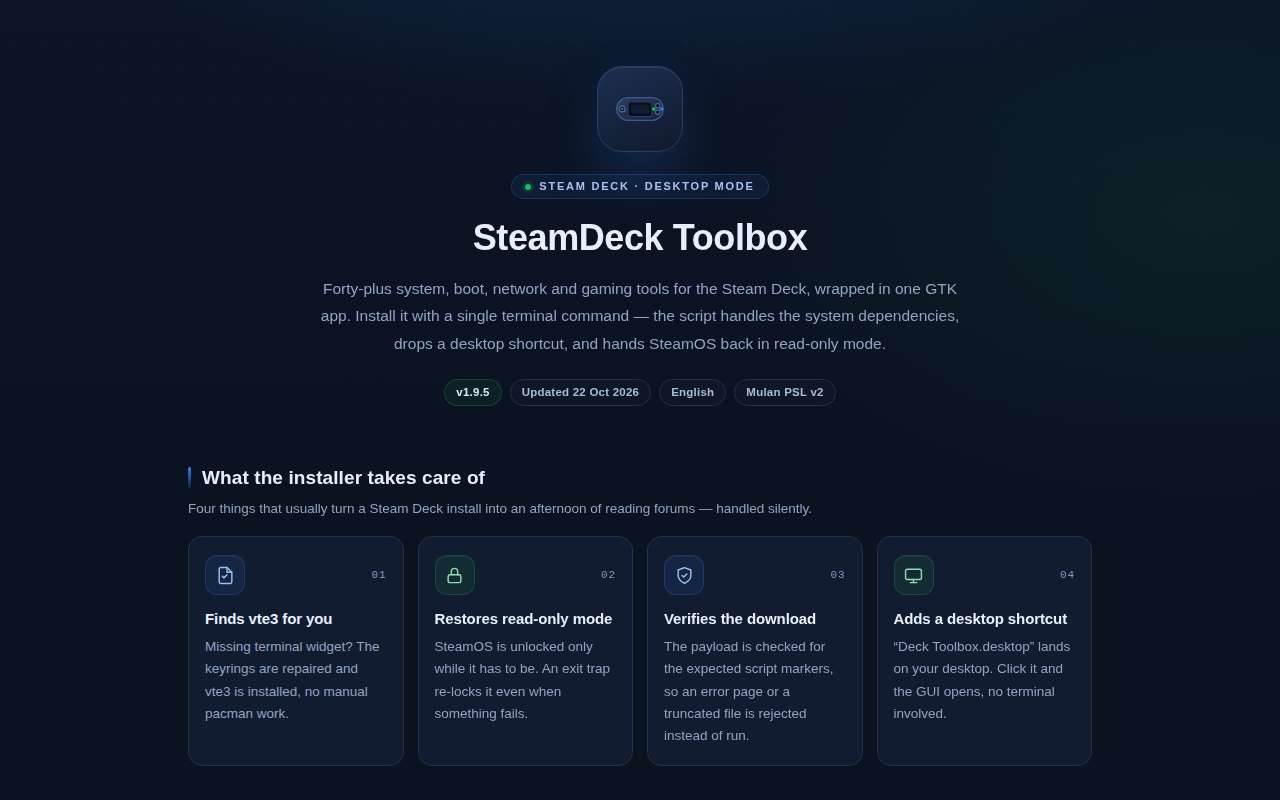 STEAM DECK · DESKTOP MODE
SteamDeck Toolbox
Forty-plus system, boot, network and gaming tools for the Steam Deck, wrapped in one GTK
app. Install it with a single terminal command — the script handles the system dependencies,
drops a desktop shortcut, and hands SteamOS back in read-only mode.
v1.9.5
Updated 22 Oct 2026
English
Mulan PSL v2
What the installer takes care of
Four things that usually turn a Steam Deck install into an afternoon of reading forums — handled silently.
01
Finds vte3 for you
Missing terminal widget? The
keyrings are repaired and
vte3 is installed, no manual
pacman work.
02
Restores read-only mode
SteamOS is unlocked only
while it has to be. An exit trap
re-locks it even when
something fails.
03
Verifies the download
The payload is checked for
the expected script markers,
so an error page or a
truncated file is rejected
instead of run.
04
Adds a desktop shortcut
“Deck Toolbox.desktop” lands
on your desktop. Click it and
the GUI opens, no terminal
involved.